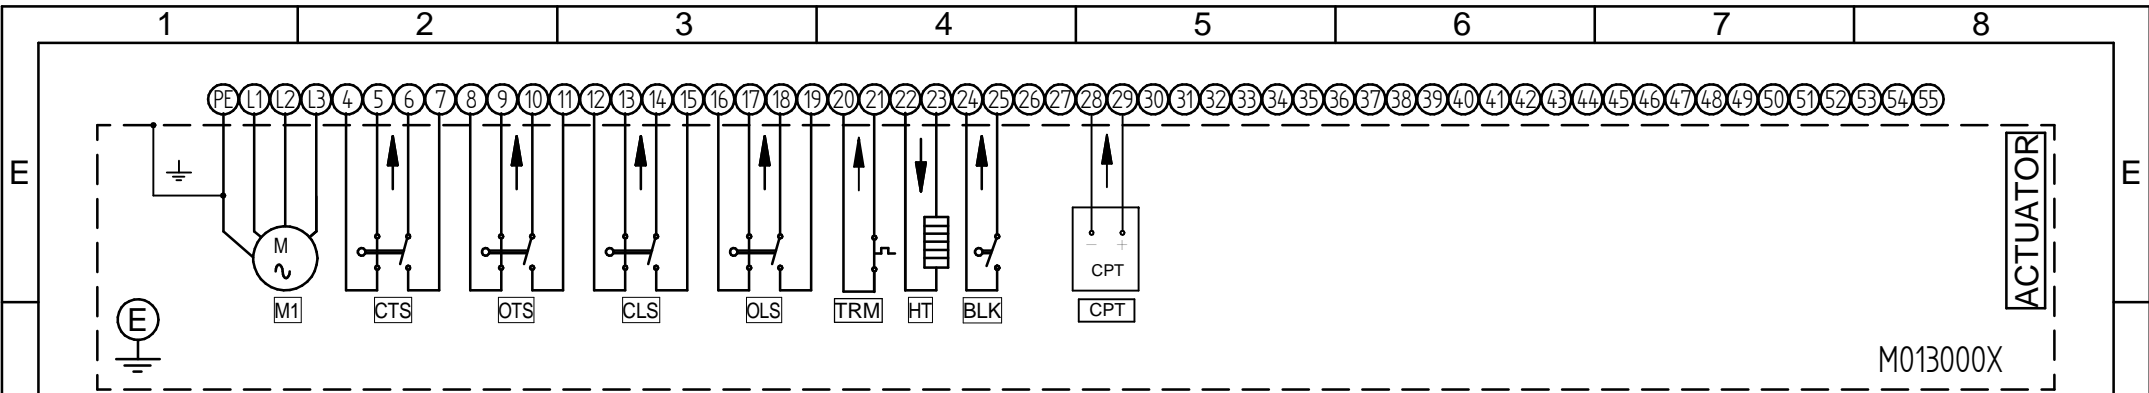 1 2 3 4 5 6 7 8
PE L1 L2 L3 4 5 6 7 8 9 10 11 12 13 14 15 16 17 18 19 20 21 22 23 24 25 26 27 28 29 30 31 32 33 34 35 36 37 38 39 40 41 42 43 44 45 46 47 48 49 50 51 52 53 54 55
E E
ACTUATOR
M
- +
CPT
M1 CTS OTS CLS OLS TRM HT BLK CPT
E
M013000X